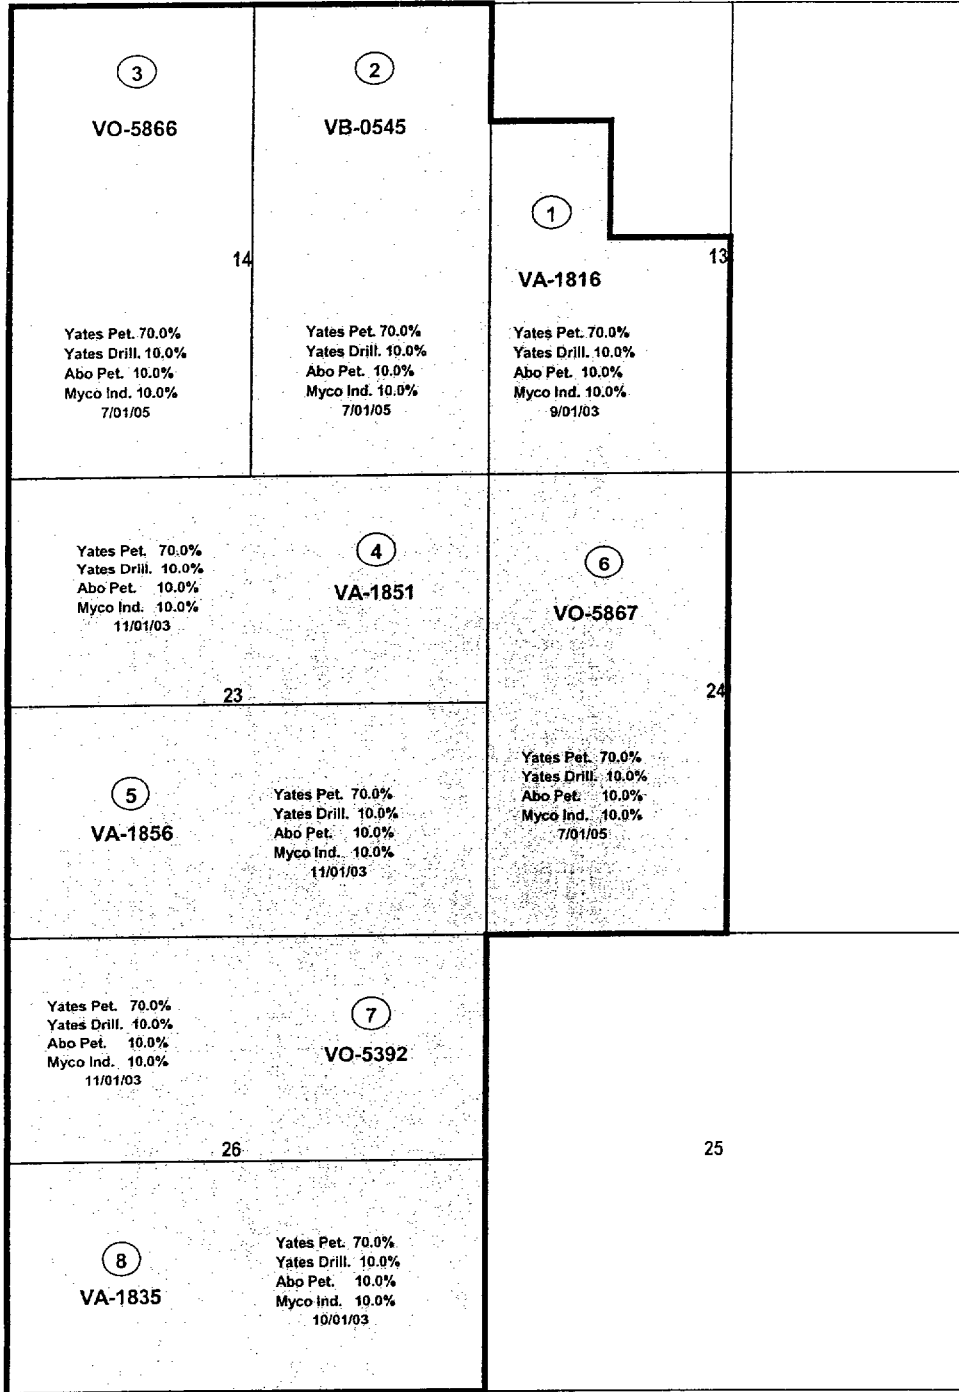 3
VO-5866
14
Yates Pet. 70.0%
Yates Drill. 10.0%
Abo Pet. 10.0%
Myco Ind. 10.0%
7/01/05
2
VB-0545
Yates Pet. 70.0%
Yates Drill. 10.0%
Abo Pet. 10.0%
Myco Ind. 10.0%
7/01/05
1
13
VA-1816
Yates Pet. 70.0%
Yates Drill. 10.0%
Abo Pet. 10.0%
Myco Ind. 10.0%
9/01/03
Yates Pet. 70.0%
Yates Drill. 10.0%
Abo Pet. 10.0%
Myco Ind. 10.0%
11/01/03
4
VA-1851
23
6
VO-5867
24
Yates Pet. 70.0%
Yates Drill. 10.0%
Abo Pet. 10.0%
Myco Ind. 10.0%
7/01/05
5
VA-1856
Yates Pet. 70.0%
Yates Drill. 10.0%
Abo Pet. 10.0%
Myco Ind. 10.0%
11/01/03
Yates Pet. 70.0%
Yates Drill. 10.0%
Abo Pet. 10.0%
Myco Ind. 10.0%
11/01/03
7
VO-5392
26
25
8
VA-1835
Yates Pet. 70.0%
Yates Drill. 10.0%
Abo Pet. 10.0%
Myco Ind. 10.0%
10/01/03